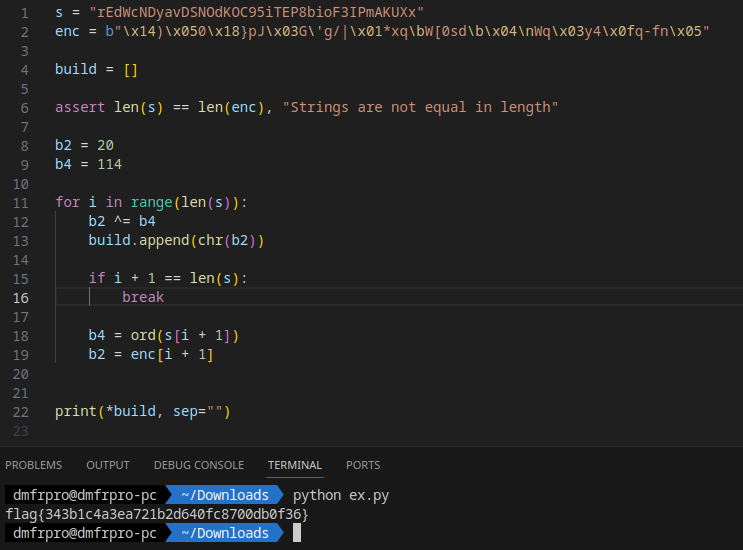 1 s = "rEdWcNDyavDSNOdKOC95iTEP8bioF3IPmAKUXx"
2 enc = b"\x14)\x050\x18}pJ\x03G\'g/|\x01*xq\bW[0sd\b\x04\nWq\x03y4\x0fq-fn\x05"
3
4 build = []
5
6 assert len(s) == len(enc), "Strings are not equal in length"
7
8 b2 = 20
9 b4 = 114
10
11 for i in range(len(s)):
12     b2 ^= b4
13     build.append(chr(b2))
14
15     if i + 1 == len(s):
16         break
17
18     b4 = ord(s[i + 1])
19     b2 = enc[i + 1]
20
21
22 print(*build, sep="")
23
PROBLEMS OUTPUT DEBUG CONSOLE TERMINAL PORTS
dmfrpro@dmfrpro-pc ~/Downloads python ex.py
flag{343b1c4a3ea721b2d640fc8700db0f36}
dmfrpro@dmfrpro-pc ~/Downloads